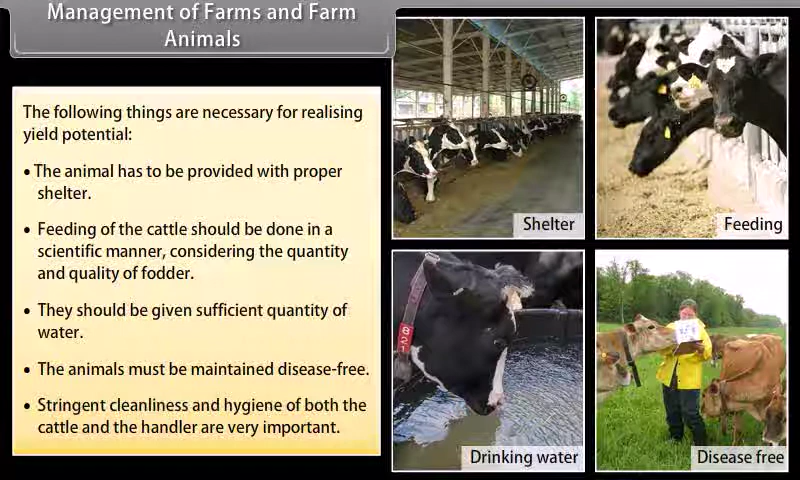 Management of Farms and Farm
Animals
The following things are necessary for realising
yield potential:
• The animal has to be provided with proper
shelter.
• Feeding of the cattle should be done in a
scientific manner, considering the quantity
and quality of fodder.
• They should be given sufficient quantity of
water.
• The animals must be maintained disease-free.
• Stringent cleanliness and hygiene of both the
cattle and the handler are very important.
Shelter
Feeding
821
Drinking water
Disease free